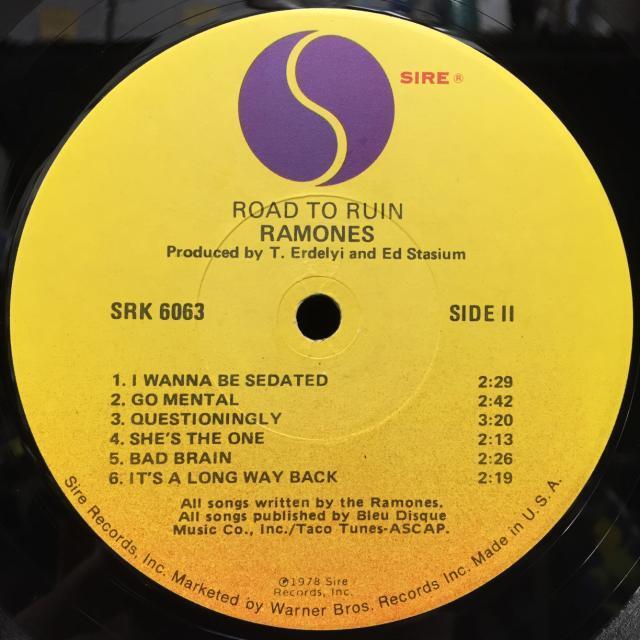 SIRE ®
ROAD TO RUIN
RAMONES
Produced by T. Erdelyi and Ed Stasium
SRK 6063
SIDE II
1. I WANNA BE SEDATED 2:29
2. GO MENTAL 2:42
3. QUESTIONINGLY 3:20
4. SHE'S THE ONE 2:13
5. BAD BRAIN 2:26
6. IT'S A LONG WAY BACK 2:19
All songs written by the Ramones.
All songs published by Bleu Disque
Music Co., Inc./Taco Tunes-ASCAP.
℗1978 Sire
Records, Inc.
Sire Records, Inc. Marketed by Warner Bros. Records Inc. Made in U.S.A.